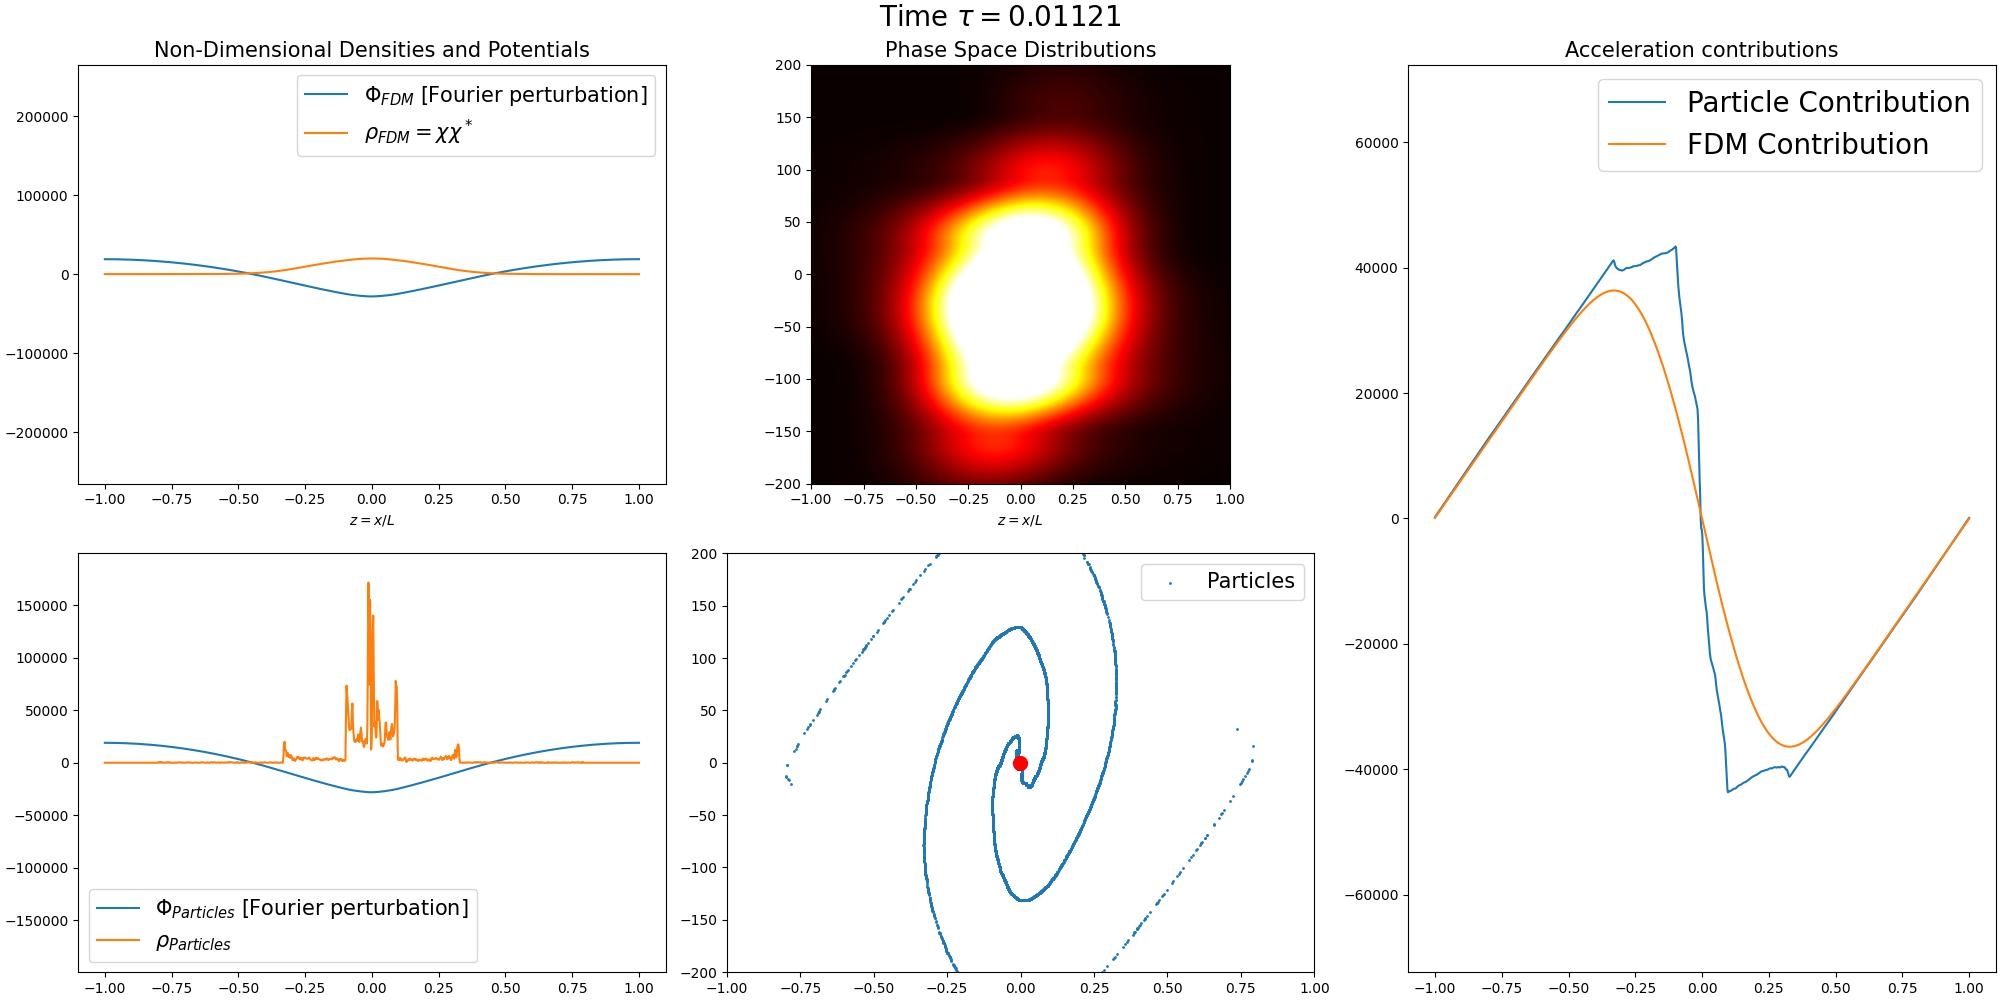 Time τ = 0.01121
Non-Dimensional Densities and Potentials
Φ_FDM [Fourier perturbation]
ρ_FDM = χχ*
200000
100000
0
−100000
−200000
−1.00 −0.75 −0.50 −0.25 0.00 0.25 0.50 0.75 1.00
z = x/L
Phase Space Distributions
200
150
100
50
0
−50
−100
−150
−200
−1.00 −0.75 −0.50 −0.25 0.00 0.25 0.50 0.75 1.00
z = x/L
Acceleration contributions
Particle Contribution
FDM Contribution
60000
40000
20000
0
−20000
−40000
−60000
−1.00 −0.75 −0.50 −0.25 0.00 0.25 0.50 0.75 1.00
150000
100000
50000
0
−50000
−100000
−150000
Φ_Particles [Fourier perturbation]
ρ_Particles
−1.00 −0.75 −0.50 −0.25 0.00 0.25 0.50 0.75 1.00
Particles
200
150
100
50
0
−50
−100
−150
−200
−1.00 −0.75 −0.50 −0.25 0.00 0.25 0.50 0.75 1.00